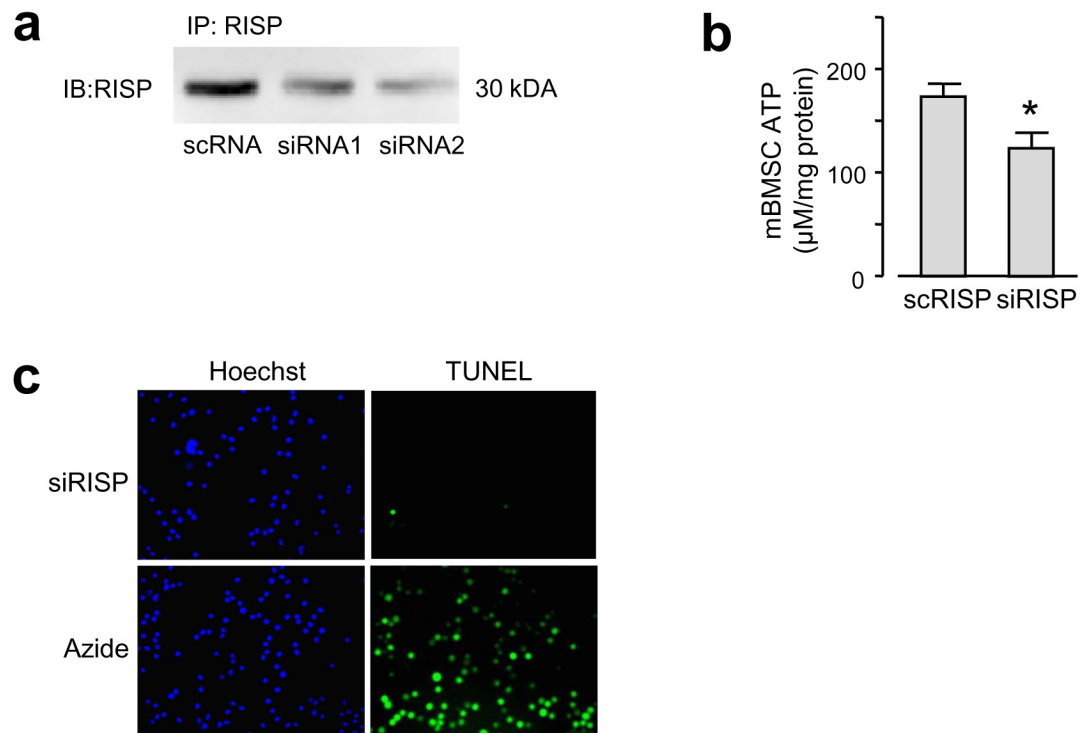 a
IP: RISP
IB:RISP
30 kDA
scRNA siRNA1 siRNA2
b
mBMSC ATP
(µM/mg protein)
200
100
0
*
scRISP siRISP
c
Hoechst TUNEL
siRISP
Azide